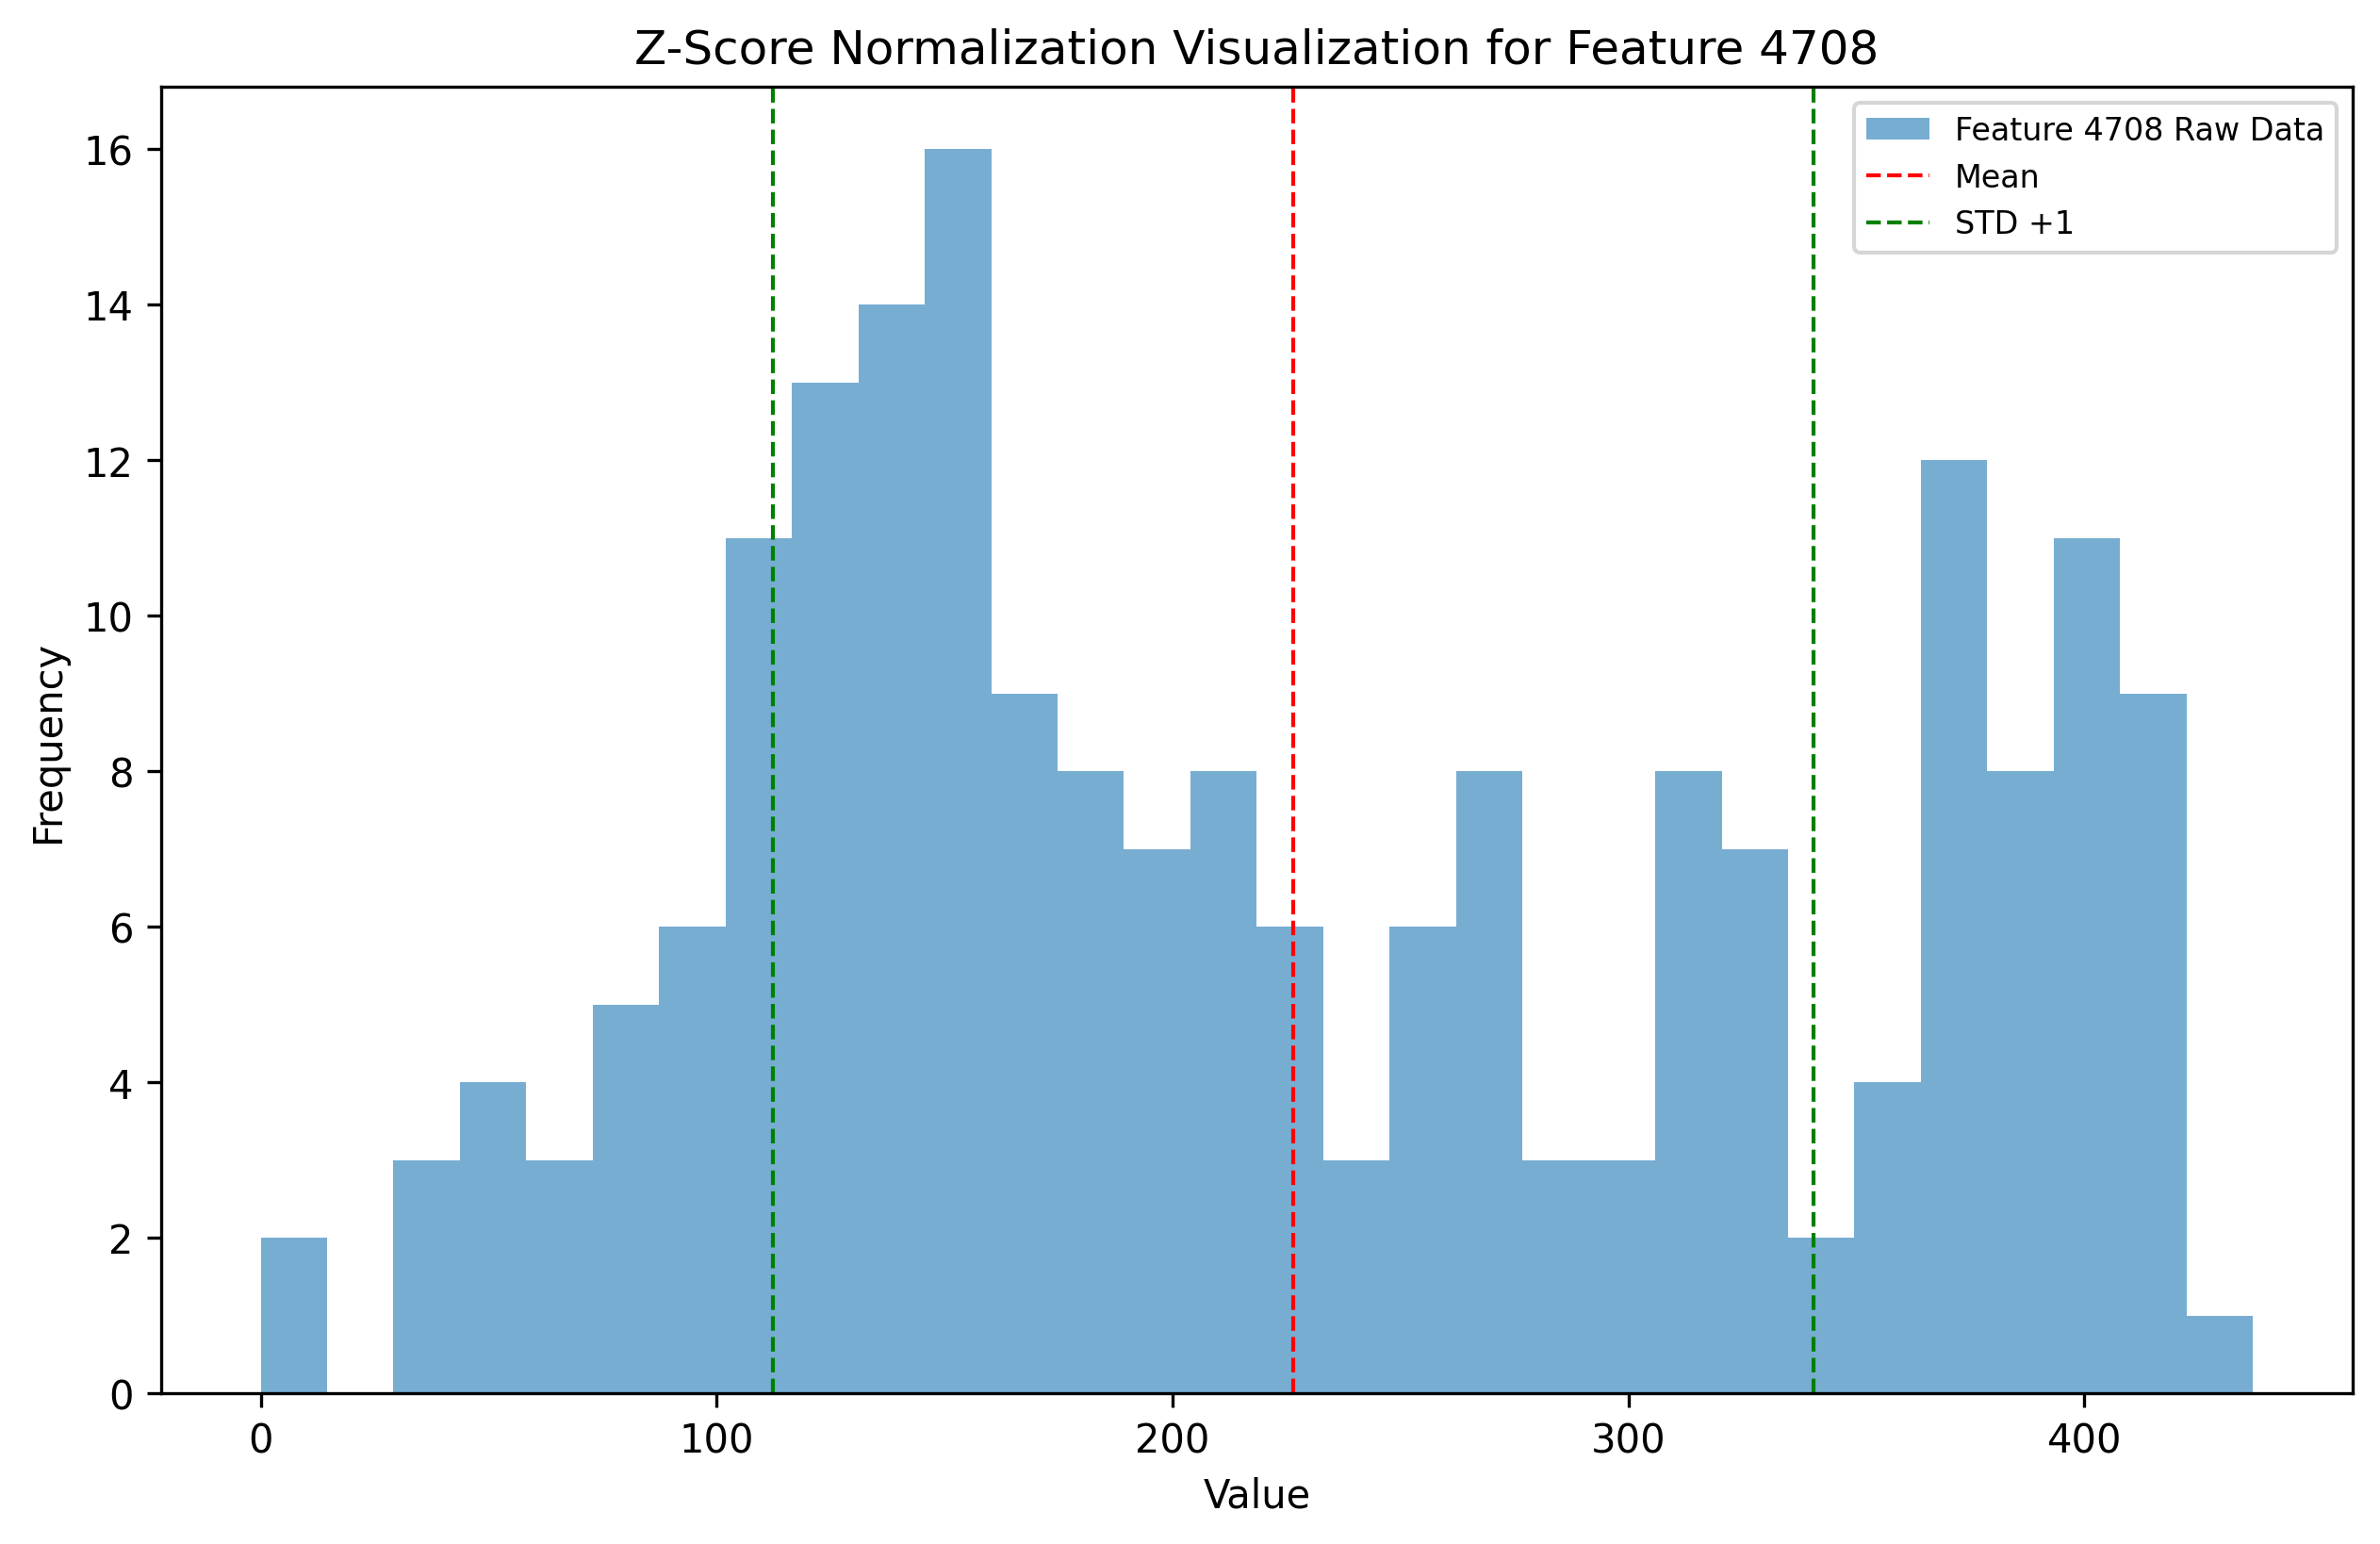 Z-Score Normalization Visualization for Feature 4708
Feature 4708 Raw Data
Mean
STD +1
16
14
12
10
8
6
4
2
0
Frequency
0 100 200 300 400
Value